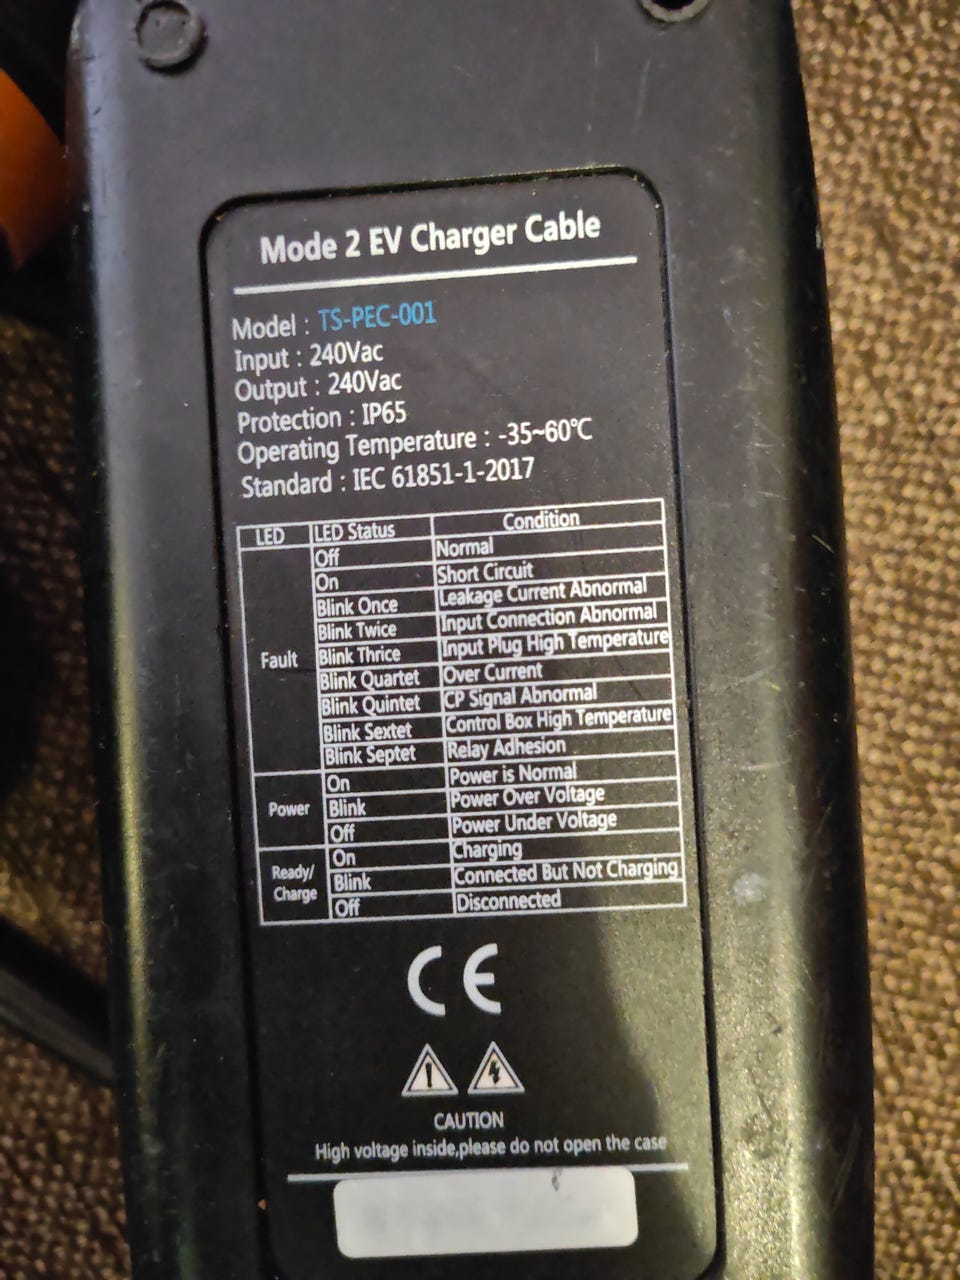 Mode 2 EV Charger Cable
Model : TS-PEC-001
Input : 240Vac
Output : 240Vac
Protection : IP65
Operating Temperature : -35~60℃
Standard : IEC 61851-1-2017
LED LED Status Condition
Fault Off Normal
On Short Circuit
Blink Once Leakage Current Abnormal
Blink Twice Input Connection Abnormal
Blink Thrice Input Plug High Temperature
Blink Quartet Over Current
Blink Quintet CP Signal Abnormal
Blink Sextet Control Box High Temperature
Blink Septet Relay Adhesion
Power On Power is Normal
Blink Power Over Voltage
Off Power Under Voltage
Ready/Charge On Charging
Blink Connected But Not Charging
Off Disconnected
CE
CAUTION
High voltage inside,please do not open the case